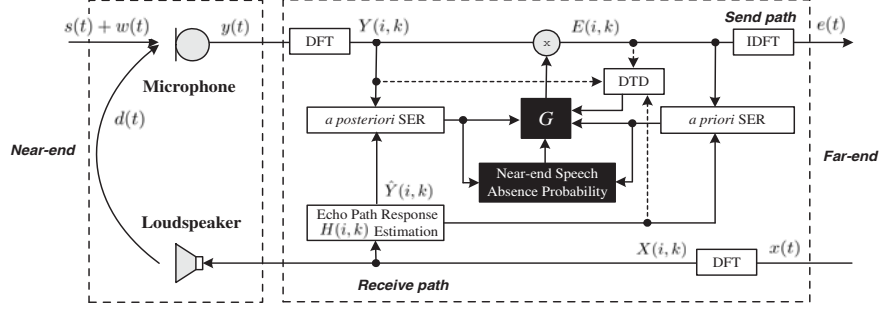 Send path
s(t) + w(t)
y(t)
DFT
Y(i, k)
x
E(i, k)
IDFT
e(t)
Microphone
DTD
d(t)
a posteriori SER
G
a priori SER
Near-end
Far-end
Near-end Speech
Absence Probability
Ŷ(i, k)
Loudspeaker
Echo Path Response
H(i, k) Estimation
X(i, k)
DFT
x(t)
Receive path